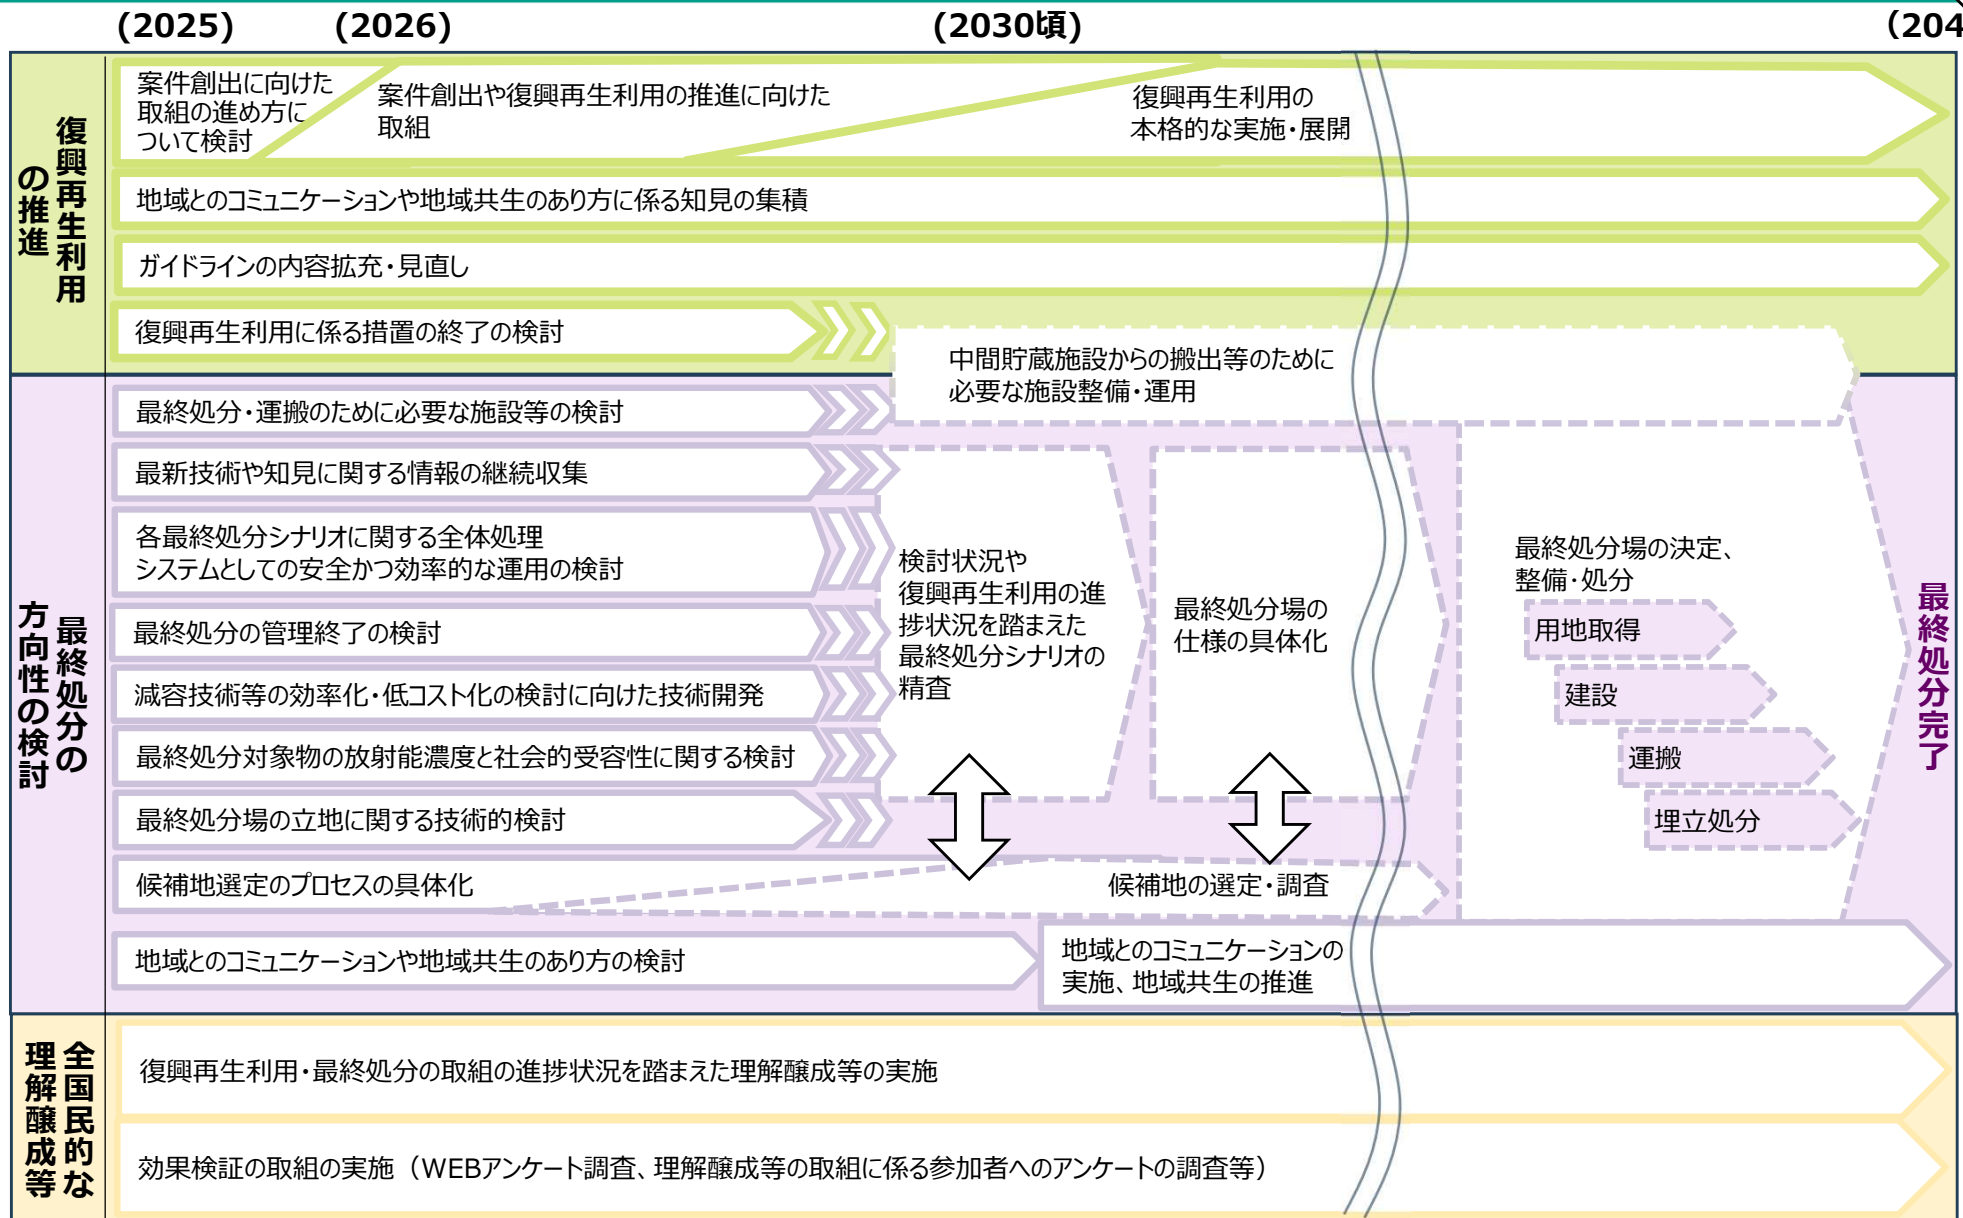 (2025)
(2026)
(2030頃)
(204
復興再生利用
の推進
案件創出に向けた
取組の進め方に
ついて検討
案件創出や復興再生利用の推進に向けた
取組
復興再生利用の
本格的な実施・展開
地域とのコミュニケーションや地域共生のあり方に係る知見の集積
ガイドラインの内容拡充・見直し
復興再生利用に係る措置の終了の検討
中間貯蔵施設からの搬出等のために
必要な施設整備・運用
最終処分の
方向性の検討
最終処分・運搬のために必要な施設等の検討
最新技術や知見に関する情報の継続収集
各最終処分シナリオに関する全体処理
システムとしての安全かつ効率的な運用の検討
最終処分の管理終了の検討
減容技術等の効率化・低コスト化の検討に向けた技術開発
最終処分対象物の放射能濃度と社会的受容性に関する検討
最終処分場の立地に関する技術的検討
検討状況や
復興再生利用の進
捗状況を踏まえた
最終処分シナリオの
精査
最終処分場の
仕様の具体化
最終処分場の決定、
整備・処分
用地取得
建設
運搬
埋立処分
最終処分完了
候補地選定のプロセスの具体化
候補地の選定・調査
地域とのコミュニケーションや地域共生のあり方の検討
地域とのコミュニケーションの
実施、地域共生の推進
全国民的な
理解醸成等
復興再生利用・最終処分の取組の進捗状況を踏まえた理解醸成等の実施
効果検証の取組の実施（WEBアンケート調査、理解醸成等の取組に係る参加者へのアンケートの調査等）